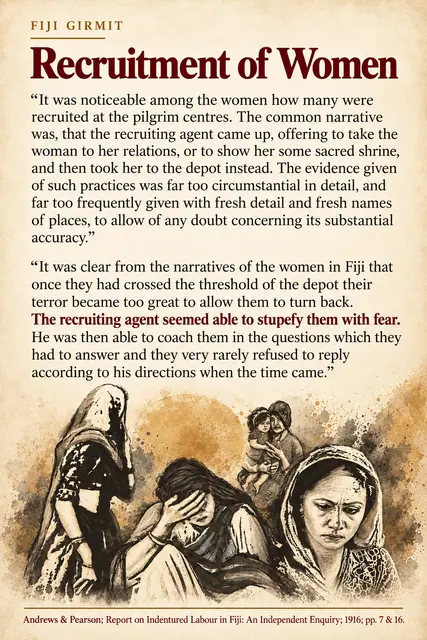 FIJI GIRMIT
Recruitment of Women
“It was noticeable among the women how many were
recruited at the pilgrim centres. The common narrative
was, that the recruiting agent came up, offering to take the
woman to her relations, or to show her some sacred shrine,
and then took her to the depot instead. The evidence given
of such practices was far too circumstantial in detail, and
far too frequently given with fresh detail and fresh names
of places, to allow of any doubt concerning its substantial
accuracy.”
“It was clear from the narratives of the women in Fiji that
once they had crossed the threshold of the depot their
terror became too great to allow them to turn back.
The recruiting agent seemed able to stupefy them with fear.
He was then able to coach them in the questions which they
had to answer and they very rarely refused to reply
according to his directions when the time came.”
Andrews & Pearson; Report on Indentured Labour in Fiji: An Independent Enquiry; 1916; pp. 7 & 16.